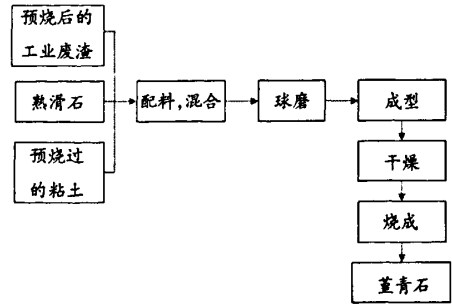 预烧后的
工业废渣
熟滑石
预烧过
的粘土
配料,混合
球磨
成型
干燥
烧成
堇青石